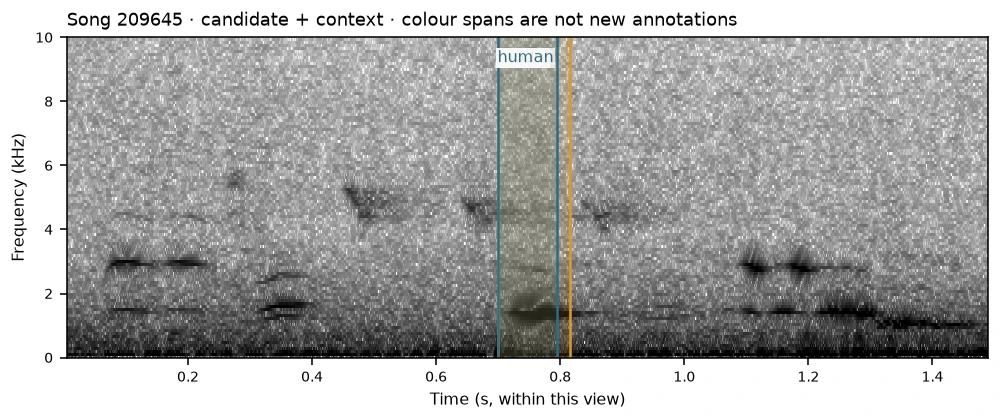 Song 209645 · candidate + context · colour spans are not new annotations
human
Frequency (kHz)
10
8
6
4
2
0
0.2 0.4 0.6 0.8 1.0 1.2 1.4
Time (s, within this view)